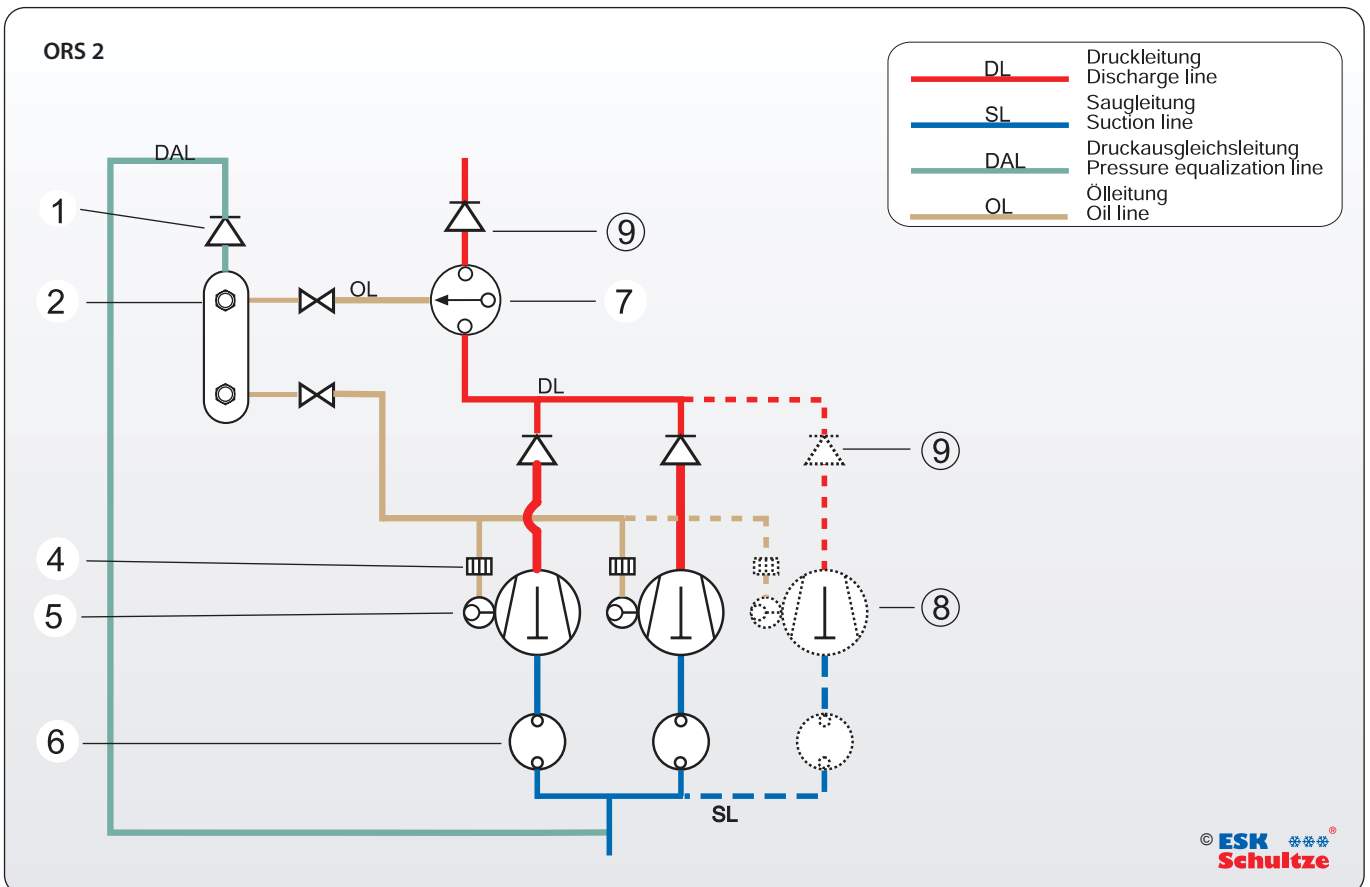 ORS 2
DL Druckleitung
Discharge line
SL Saugleitung
Suction line
DAL Druckausgleichsleitung
Pressure equalization line
OL Ölleitung
Oil line
DAL
1
9
2
OL
7
DL
9
4
5
8
6
SL
© ESK ®
Schultze